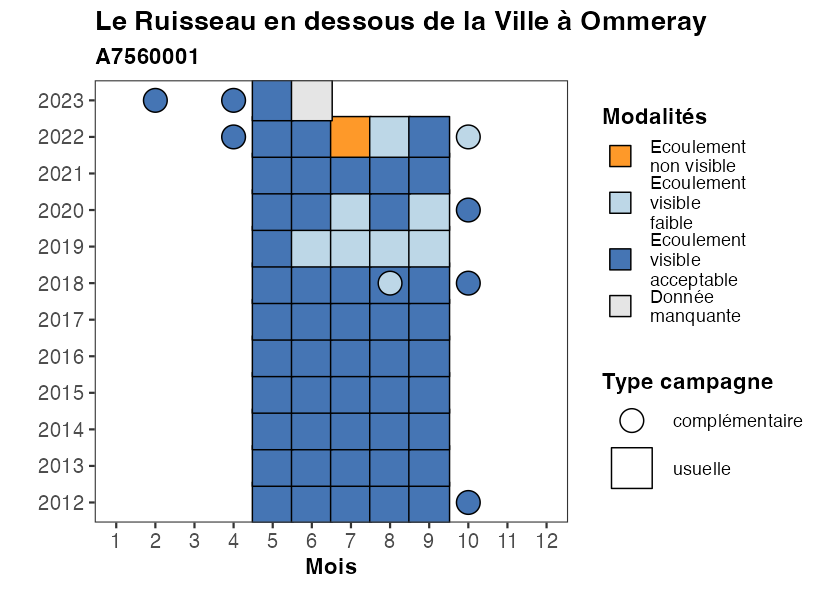 Le Ruisseau en dessous de la Ville à Ommeray
A7560001
2023
2022
2021
2020
2019
2018
2017
2016
2015
2014
2013
2012
1 2 3 4 5 6 7 8 9 10 11 12
Mois
Modalités
Ecoulement
non visible
Ecoulement
visible
faible
Ecoulement
visible
acceptable
Donnée
manquante
Type campagne
complémentaire
usuelle